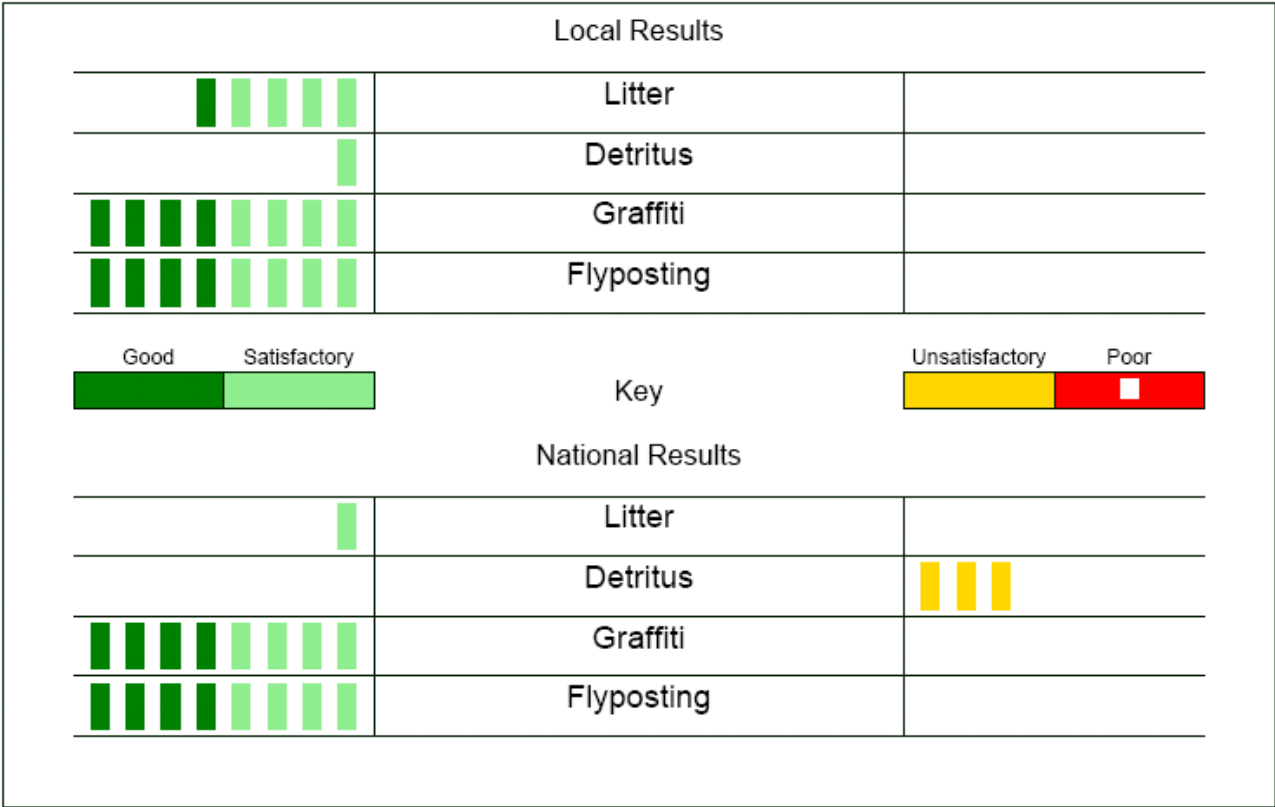 Local Results
Litter
Detritus
Graffiti
Flyposting
Good Satisfactory Key Unsatisfactory Poor
National Results
Litter
Detritus
Graffiti
Flyposting